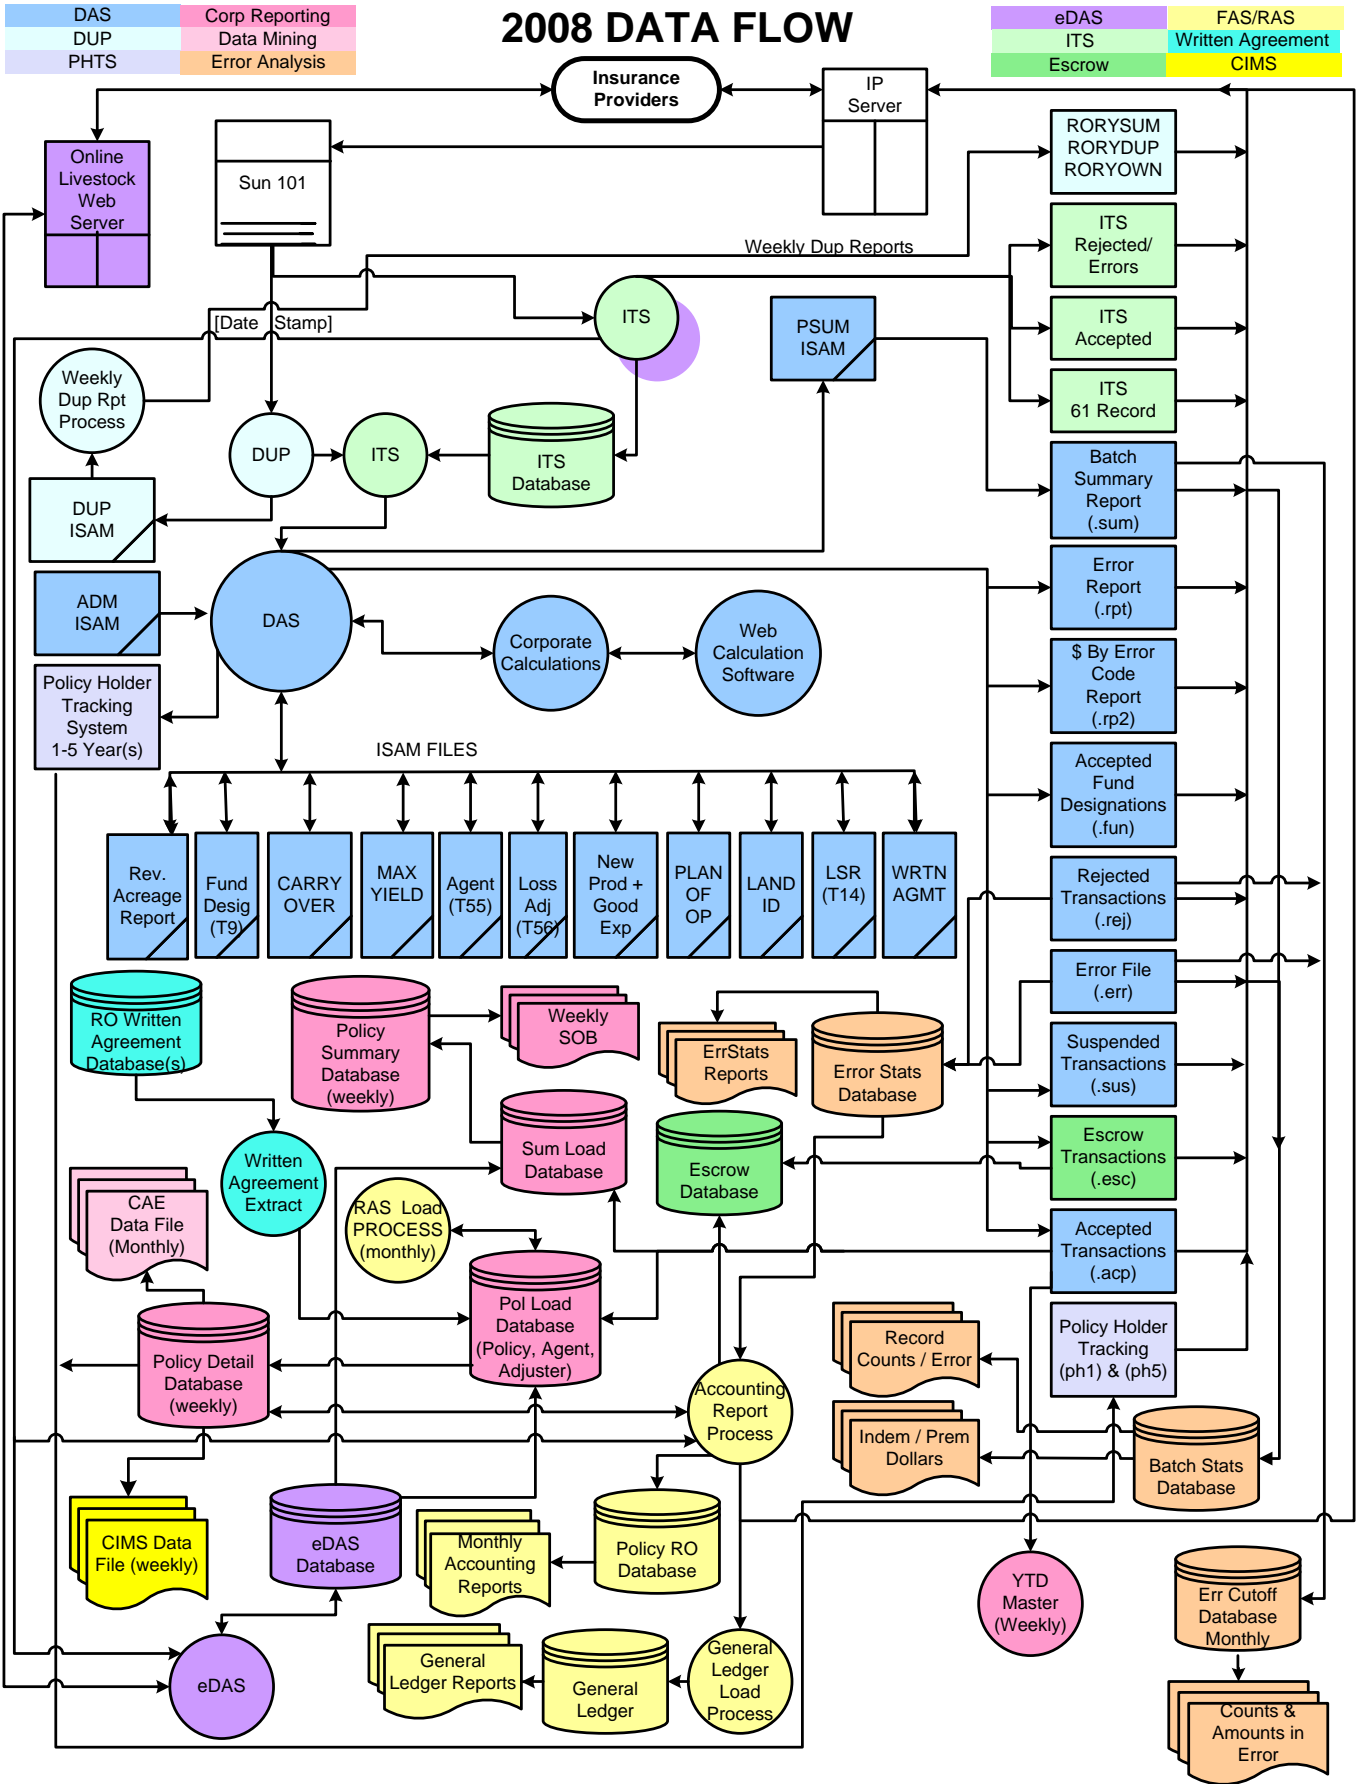 2008 DATA FLOW
DAS
Corp Reporting
DUP
Data Mining
PHTS
Error Analysis
eDAS
FAS/RAS
ITS
Written Agreement
Escrow
CIMS
Insurance
Providers
IP
Server
Online
Livestock
Web
Server
Sun 101
RORYSUM
RORYDUP
RORYOWN
Weekly Dup Reports
ITS
Rejected/
Errors
[Date Stamp]
ITS
PSUM
ISAM
ITS
Accepted
Weekly
Dup Rpt
Process
ITS
61 Record
DUP
ITS
ITS
Database
Batch
Summary
Report
(.sum)
DUP
ISAM
ADM
ISAM
DAS
Corporate
Calculations
Web
Calculation
Software
Error
Report
(.rpt)
$ By Error
Code
Report
(.rp2)
Policy Holder
Tracking
System
1-5 Year(s)
ISAM FILES
Accepted
Fund
Designations
(.fun)
Rev.
Acreage
Report
Fund
Desig
(T9)
CARRY
OVER
MAX
YIELD
Agent
(T55)
Loss
Adj
(T56)
New
Prod +
Good
Exp
PLAN
OF
OP
LAND
ID
LSR
(T14)
WRTN
AGMT
Rejected
Transactions
(.rej)
Error File
(.err)
RO Written
Agreement
Database(s)
Policy
Summary
Database
(weekly)
Weekly
SOB
ErrStats
Reports
Error Stats
Database
Suspended
Transactions
(.sus)
Sum Load
Database
Escrow
Database
Escrow
Transactions
(.esc)
Written
Agreement
Extract
CAE
Data File
(Monthly)
RAS Load
PROCESS
(monthly)
Accepted
Transactions
(.acp)
Pol Load
Database
(Policy, Agent,
Adjuster)
Policy Detail
Database
(weekly)
Record
Counts / Error
Policy Holder
Tracking
(ph1) & (ph5)
Accounting
Report
Process
Indem / Prem
Dollars
Batch Stats
Database
CIMS Data
File (weekly)
eDAS
Database
Monthly
Accounting
Reports
Policy RO
Database
YTD
Master
(Weekly)
Err Cutoff
Database
Monthly
eDAS
General
Ledger Reports
General
Ledger
General
Ledger
Load
Process
Counts &
Amounts in
Error